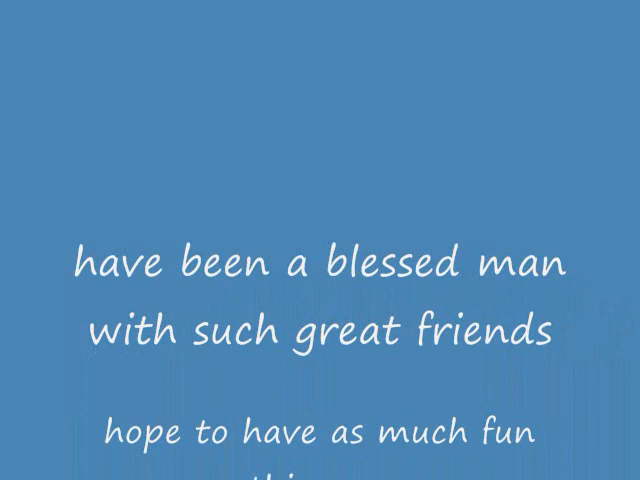 have been a blessed man
with such great friends
hope to have as much fun